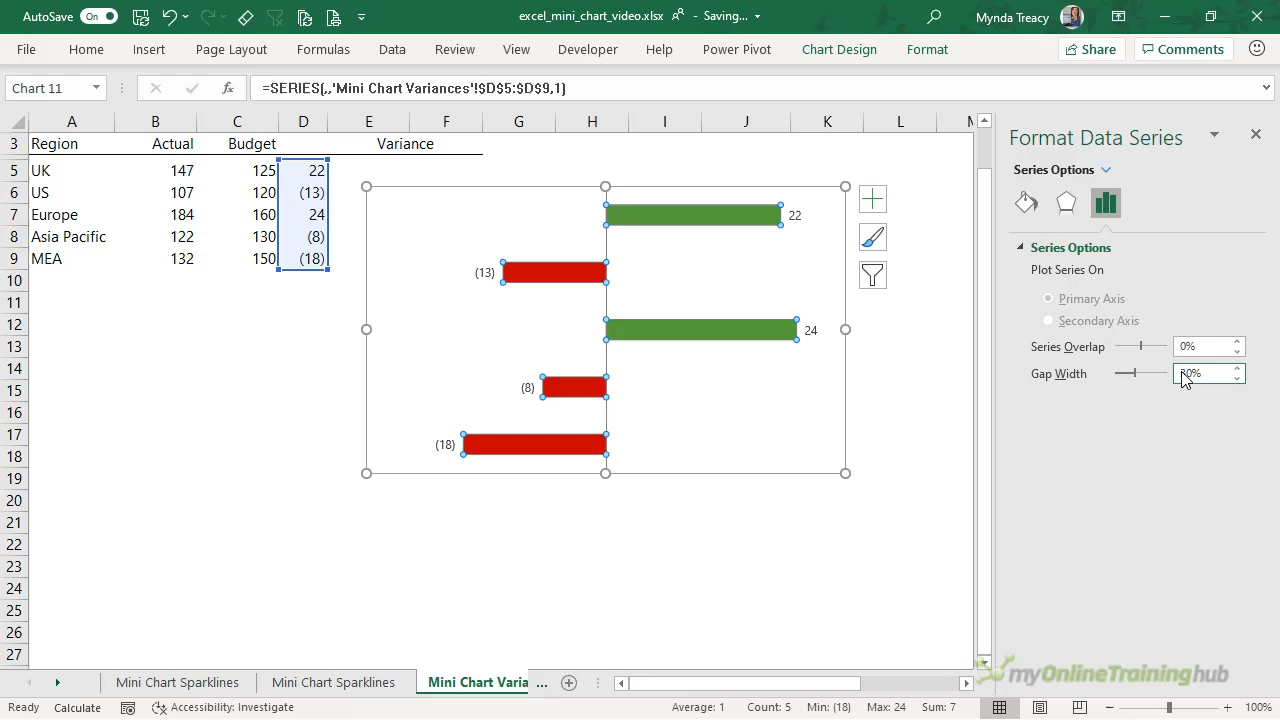 AutoSave On excel_mini_chart_video.xlsx - Saving... Mynda Treacy
File Home Insert Page Layout Formulas Data Review View Developer Help Power Pivot Chart Design Format Share Comments
Chart 11 fx =SERIES(,,'Mini Chart Variances'!$D$5:$D$9,1)
A B C D E F G H I J K L
3 Region Actual Budget Variance
5 UK 147 125 22
6 US 107 120 (13)
7 Europe 184 160 24
8 Asia Pacific 122 130 (8)
9 MEA 132 150 (18)
10
11
12
13
14
15
16
17
18
19
20
21
22
23
24
25
26
27
22
(13)
24
(8)
(18)
Format Data Series
Series Options
Series Options
Plot Series On
Primary Axis
Secondary Axis
Series Overlap 0%
Gap Width
myOnlineTraininghub
Mini Chart Sparklines Mini Chart Sparklines Mini Chart Varia ...
Ready Calculate Accessibility: Investigate Average: 1 Count: 5 Min: (18) Max: 24 Sum: 7 100%